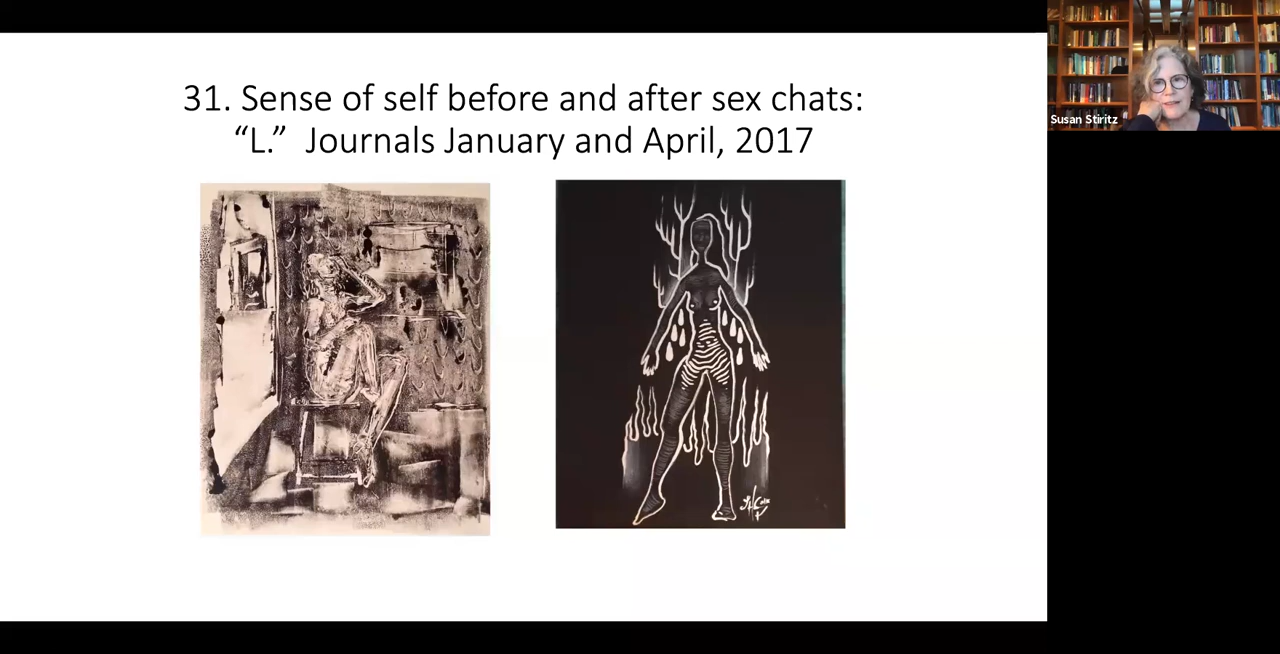 31. Sense of self before and after sex chats:
“L.” Journals January and April, 2017
Susan Stiritz